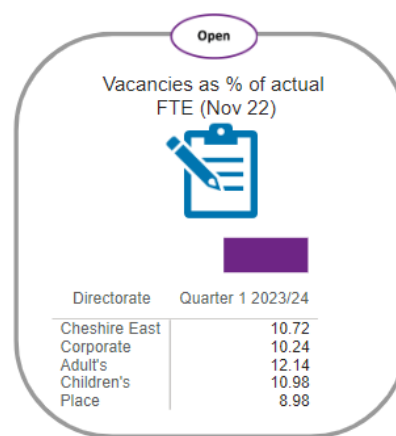 Open
Vacancies as % of actual
FTE (Nov 22)
Directorate Quarter 1 2023/24
Cheshire East 10.72
Corporate 10.24
Adult's 12.14
Children's 10.98
Place 8.98